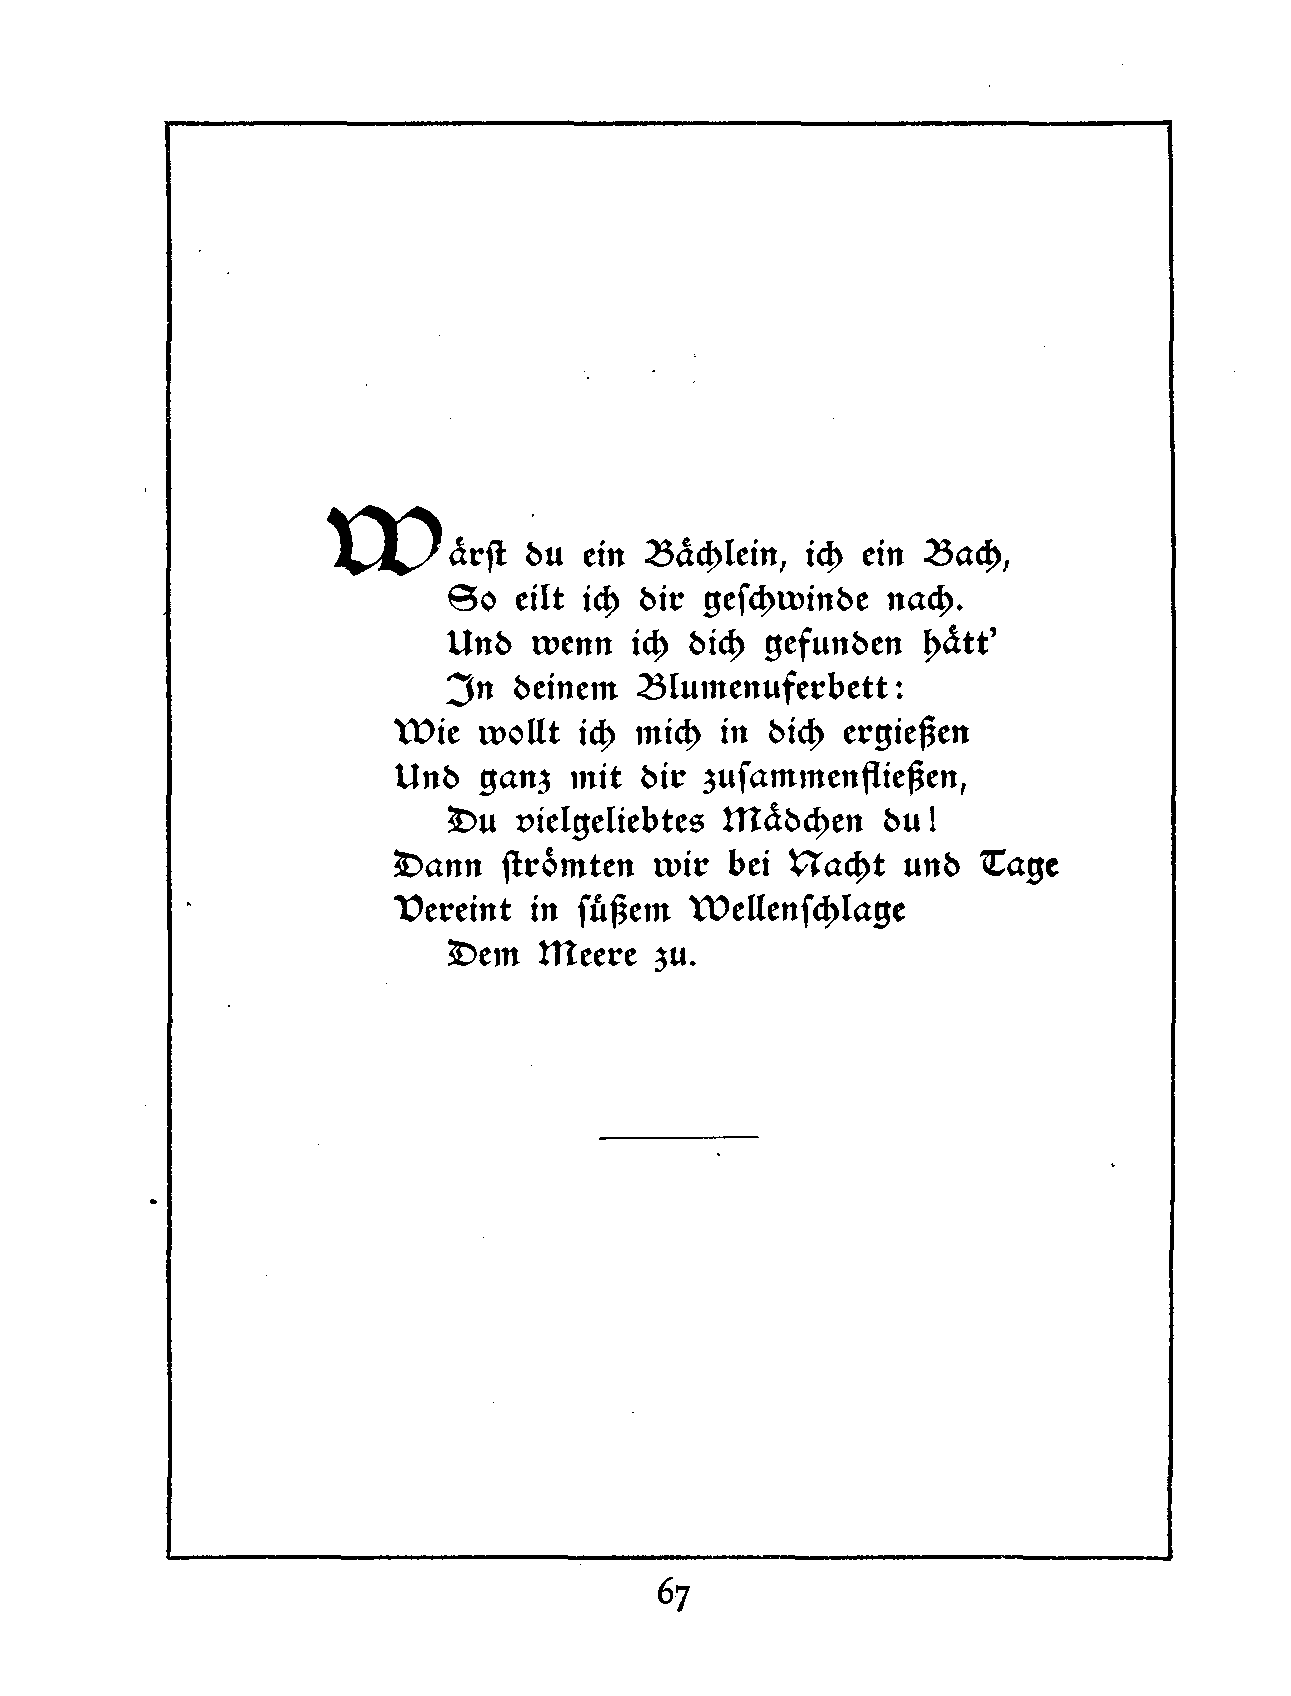 Wärst du ein Bächlein, ich ein Bach,
So eilt ich dir geschwinde nach.
Und wenn ich dich gefunden hätt’
In deinem Blumenuferbett:
Wie wollt ich mich in dich ergießen
Und ganz mit dir zusammenfließen,
Du vielgeliebtes Mädchen du!
Dann strömten wir bei Nacht und Tage
Vereint in süßem Wellenschlage
Dem Meere zu.
67